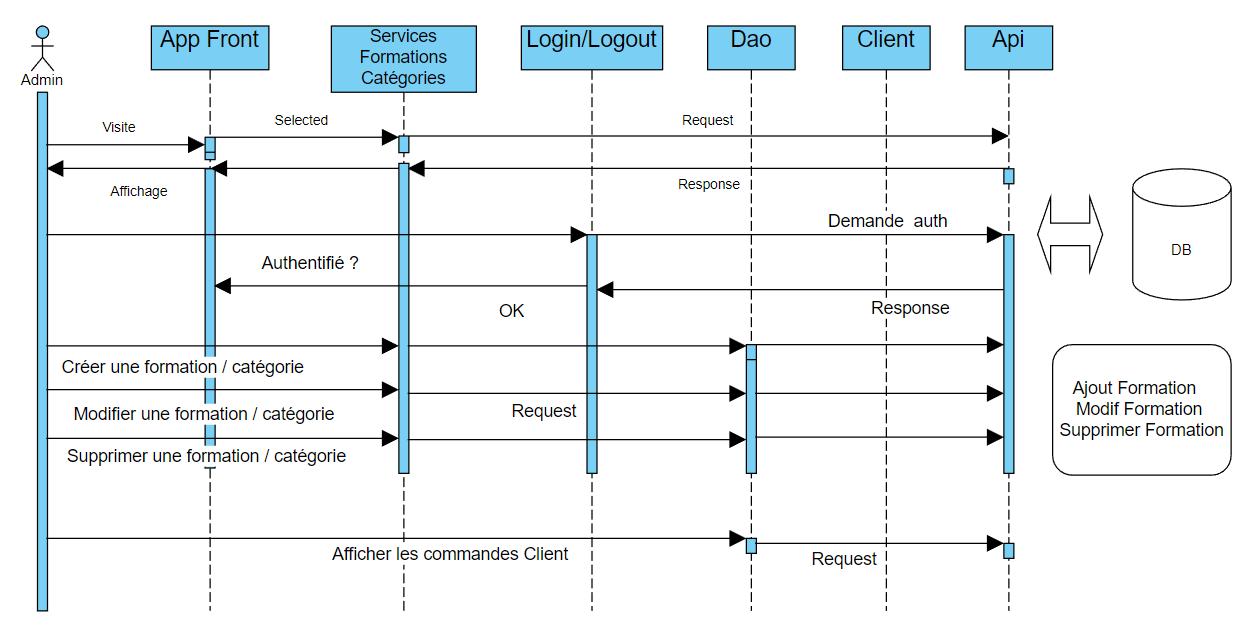 Admin
App Front
Services
Formations
Catégories
Login/Logout
Dao
Client
Api
Visite
Selected
Request
Affichage
Response
Demande auth
DB
Authentifié ?
OK
Response
Créer une formation / catégorie
Modifier une formation / catégorie
Request
Supprimer une formation / catégorie
Ajout Formation
Modif Formation
Supprimer Formation
Afficher les commandes Client
Request